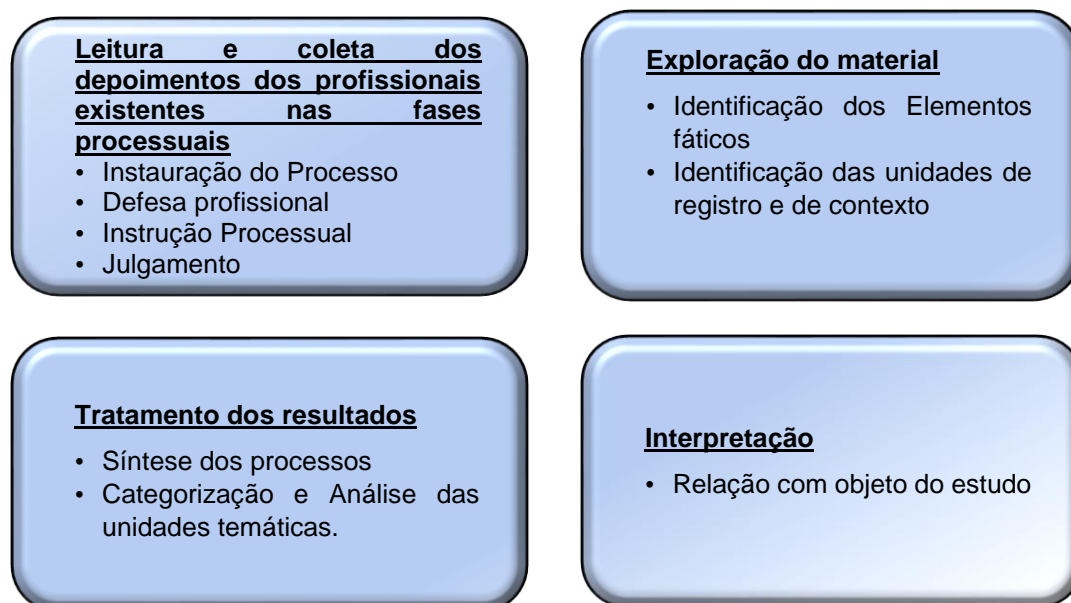 Leitura e coleta dos
depoimentos dos profissionais
existentes nas fases
processuais
• Instauração do Processo
• Defesa profissional
• Instrução Processual
• Julgamento
Exploração do material
• Identificação dos Elementos
fáticos
• Identificação das unidades de
registro e de contexto
Tratamento dos resultados
• Síntese dos processos
• Categorização e Análise das
unidades temáticas.
Interpretação
• Relação com objeto do estudo